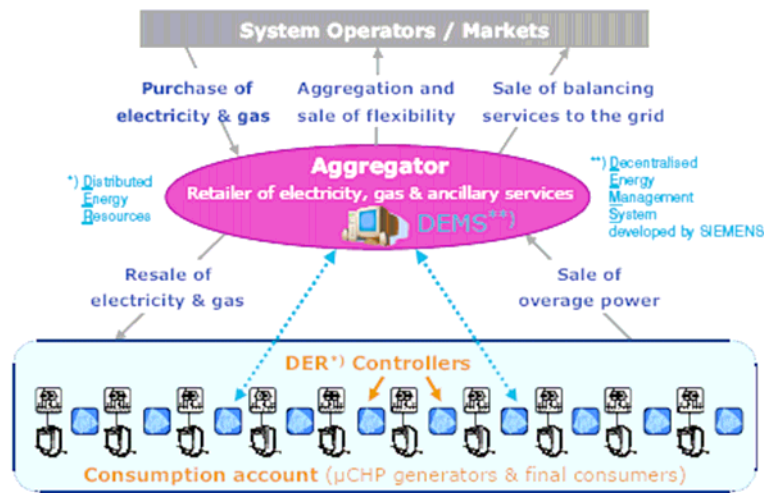 System Operators / Markets
Purchase of
electricity & gas
Aggregation and
sale of flexibility
Sale of balancing
services to the grid
*) Distributed
Energy
Resources
Aggregator
Retailer of electricity, gas & ancillary services
DEMS**)
**) Decentralised
Energy
Management
System
developed by SIEMENS
Resale of
electricity & gas
Sale of
overage power
DER*) Controllers
Consumption account (µCHP generators & final consumers)